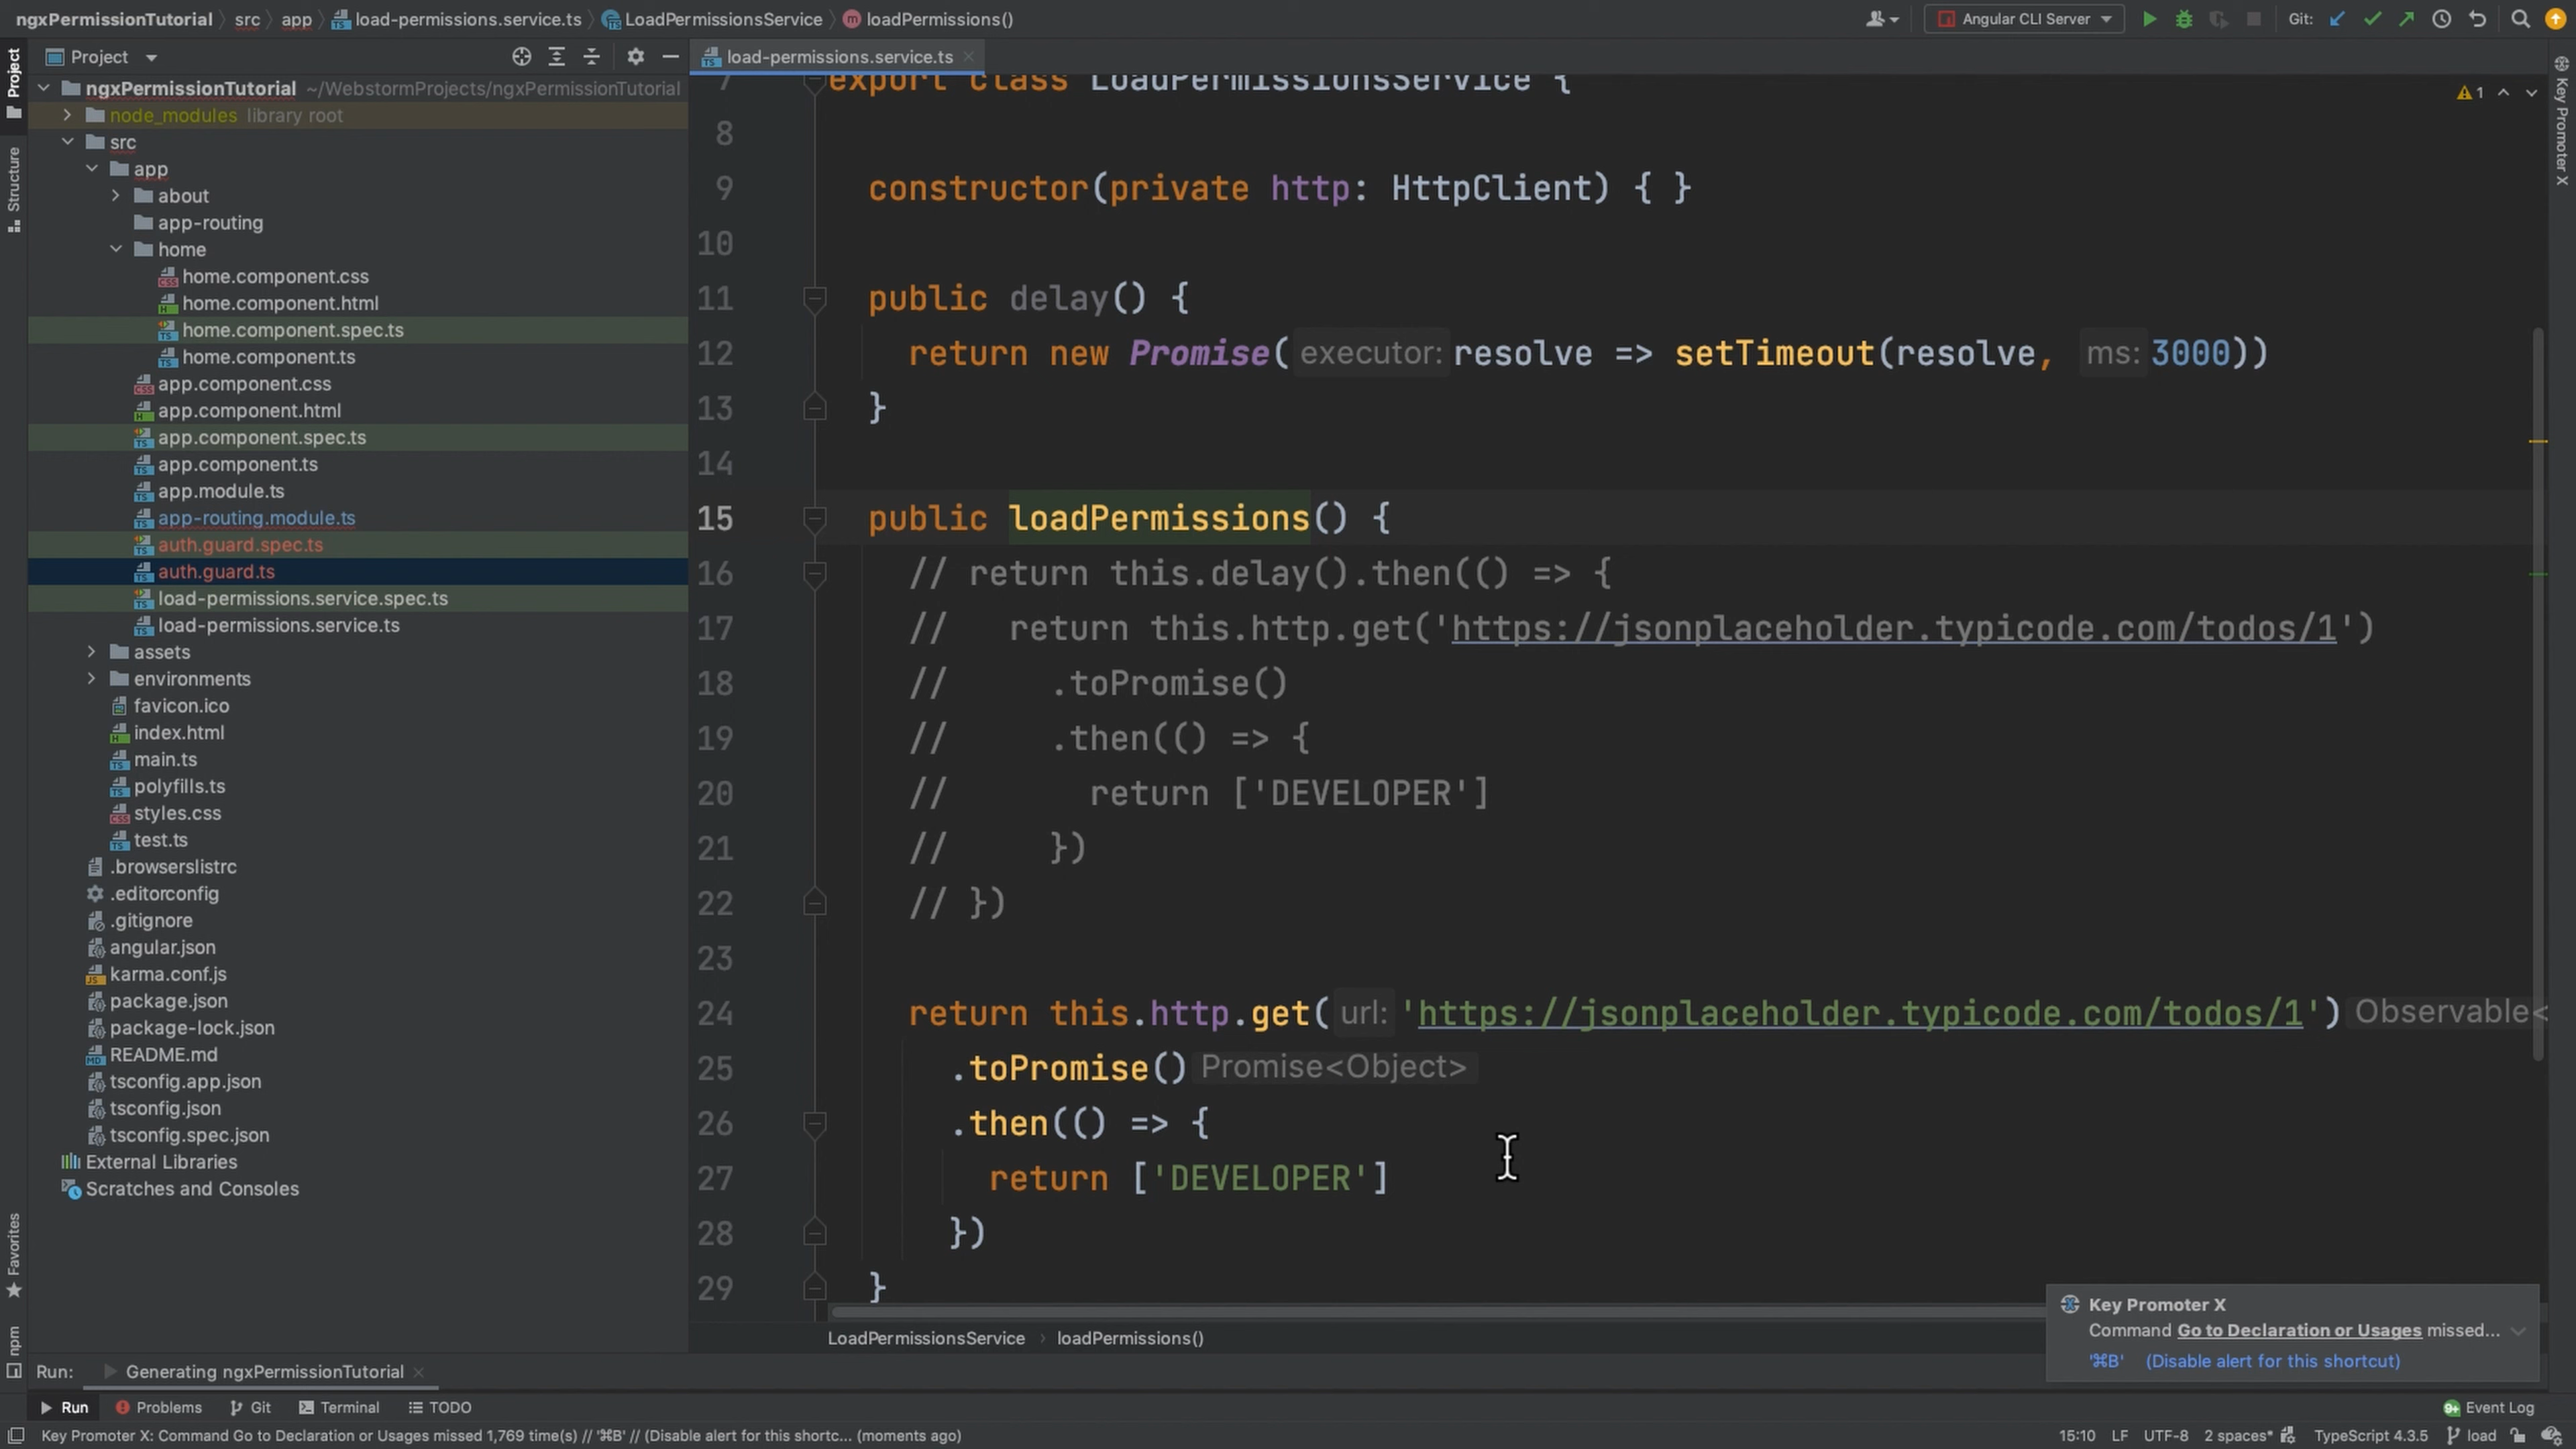 ngxPermissionTutorial src app load-permissions.service.ts LoadPermissionsService loadPermissions()
Angular CLI Server
Git:
Project
load-permissions.service.ts
ngxPermissionTutorial ~/WebstormProjects/ngxPermissionTutorial
node_modules library root
src
app
about
app-routing
home
home.component.css
home.component.html
home.component.spec.ts
home.component.ts
app.component.css
app.component.html
app.component.spec.ts
app.component.ts
app.module.ts
app-routing.module.ts
auth.guard.spec.ts
auth.guard.ts
load-permissions.service.spec.ts
load-permissions.service.ts
assets
environments
favicon.ico
index.html
main.ts
polyfills.ts
styles.css
test.ts
.browserslistrc
.editorconfig
.gitignore
angular.json
karma.conf.js
package.json
package-lock.json
README.md
tsconfig.app.json
tsconfig.json
tsconfig.spec.json
External Libraries
Scratches and Consoles
Project
Structure
Favorites
npm
7 export class LoadPermissionsService {
8
9 constructor(private http: HttpClient) { }
10
11 public delay() {
12 return new Promise( executor: resolve => setTimeout(resolve, ms: 3000))
13 }
14
15 public loadPermissions() {
16 // return this.delay().then(() => {
17 // return this.http.get('https://jsonplaceholder.typicode.com/todos/1')
18 // .toPromise()
19 // .then(() => {
20 // return ['DEVELOPER']
21 // })
22 // })
23
24 return this.http.get( url: 'https://jsonplaceholder.typicode.com/todos/1') Observable<
25 .toPromise() Promise<Object>
26 .then(() => {
27 return ['DEVELOPER']
28 })
29 }
1
Key Promoter X
LoadPermissionsService loadPermissions()
Key Promoter X
Command Go to Declaration or Usages missed...
'⌘B' (Disable alert for this shortcut)
Run: Generating ngxPermissionTutorial
Run Problems Git Terminal TODO
9+ Event Log
Key Promoter X: Command Go to Declaration or Usages missed 1,769 time(s) // '⌘B' // (Disable alert for this shortc... (moments ago)
15:10 LF UTF-8 2 spaces* TypeScript 4.3.5 load